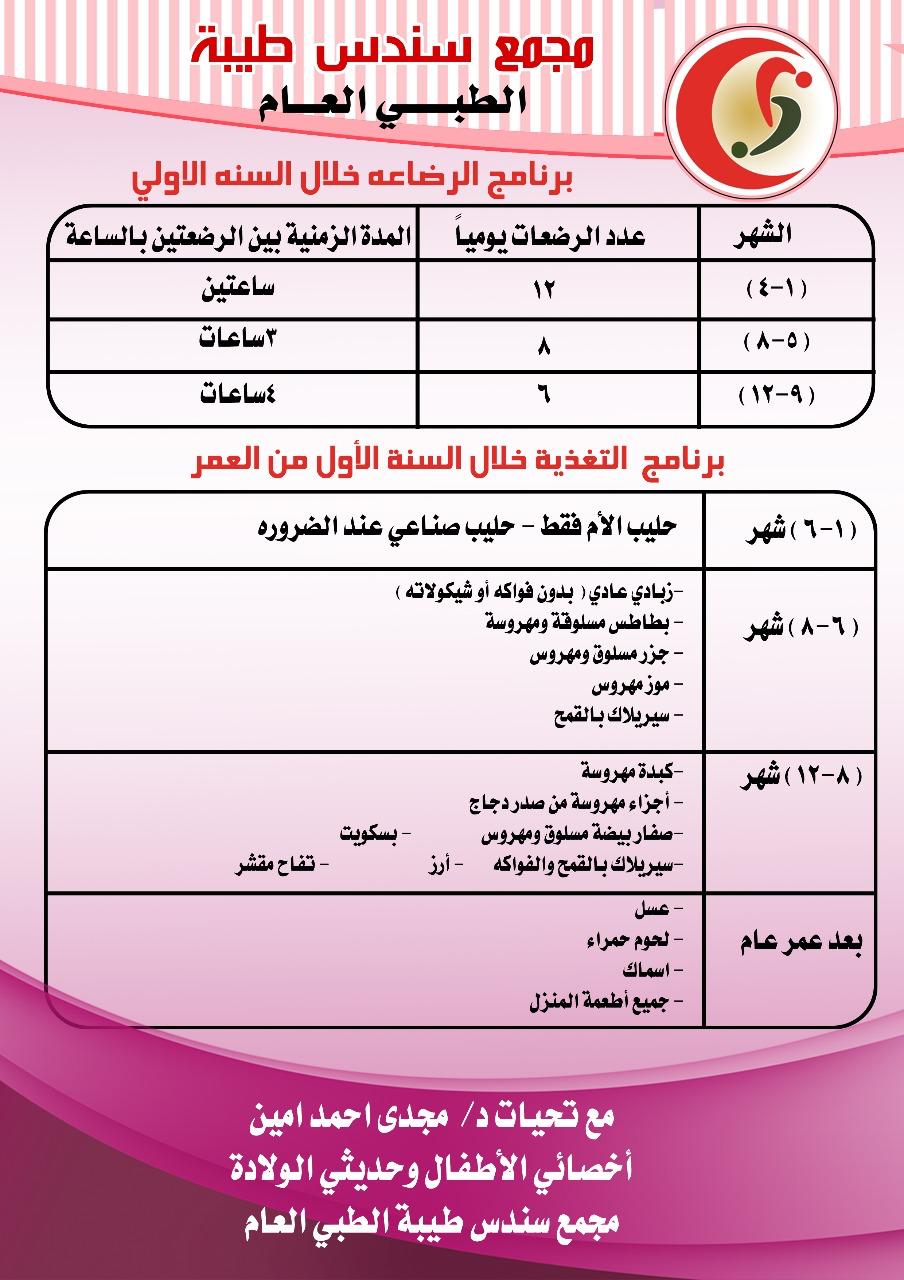 مجمع سندس طيبة
الطبــــي العــام
برنامج الرضاعه خلال السنه الاولي
الشهر عدد الرضعات يومياً المدة الزمنية بين الرضعتين بالساعة
(١-٤) ١٢ ساعتين
(٥-٨) ٨ ٣ساعات
(٩-١٢) ٦ ٤ساعات
برنامج التغذية خلال السنة الأول من العمر
(١-٦) شهر حليب الأم فقط - حليب صناعي عند الضروره
(٦-٨) شهر
-زبادي عادي ( بدون فواكه أو شيكولاته )
- بطاطس مسلوقة ومهروسة
- جزر مسلوق ومهروس
- موز مهروس
- سيريلاك بالقمح
(٨-١٢) شهر
-كبدة مهروسة
- أجزاء مهروسة من صدر دجاج
-صفار بيضة مسلوق ومهروس - بسكويت
-سيريلاك بالقمح والفواكه - أرز - تفاح مقشر
بعد عمر عام
- عسل
- لحوم حمراء
- اسماك
- جميع أطعمة المنزل
مع تحيات د/ مجدى احمد امين
أخصائي الأطفال وحديثي الولادة
مجمع سندس طيبة الطبي العام